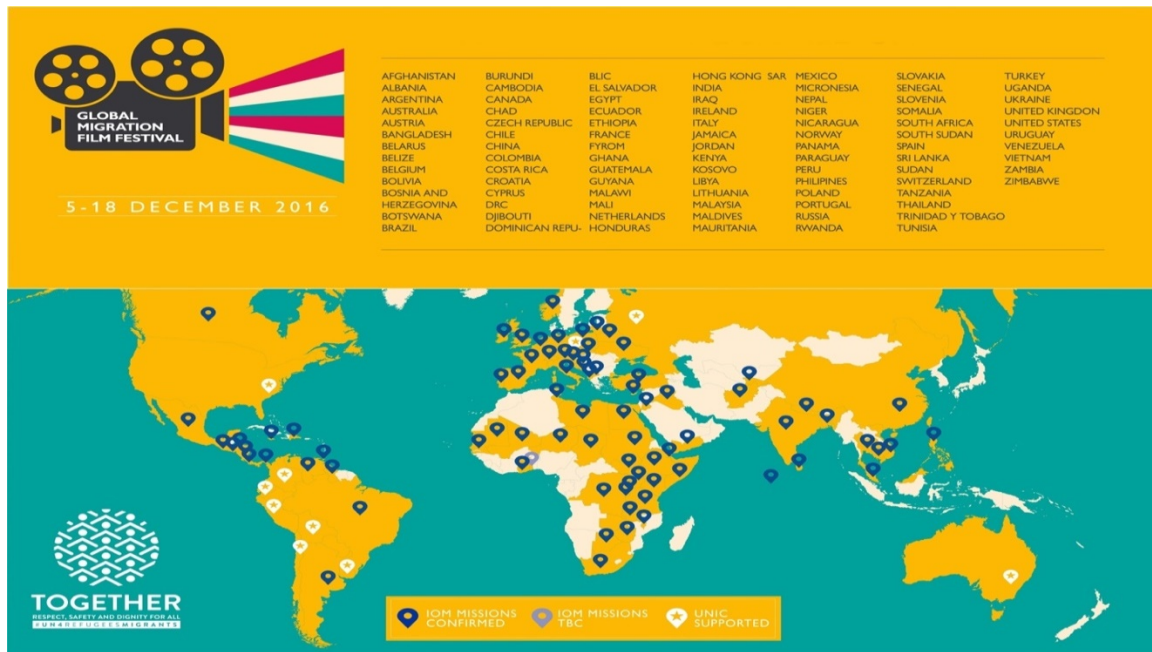 GLOBAL
MIGRATION
FILM FESTIVAL
5-18 DECEMBER 2016
AFGHANISTAN
ALBANIA
ARGENTINA
AUSTRALIA
AUSTRIA
BANGLADESH
BELARUS
BELIZE
BELGIUM
BOLIVIA
BOSNIA AND
HERZEGOVINA
BOTSWANA
BRAZIL
BURUNDI
CAMBODIA
CANADA
CHAD
CZECH REPUBLIC
CHILE
CHINA
COLOMBIA
COSTA RICA
CROATIA
CYPRUS
DRC
DJIBOUTI
DOMINICAN REPU-
BLIC
EL SALVADOR
EGYPT
ECUADOR
ETHIOPIA
FRANCE
FYROM
GHANA
GUATEMALA
GUYANA
MALAWI
MALI
NETHERLANDS
HONDURAS
HONG KONG SAR
INDIA
IRAQ
IRELAND
ITALY
JAMAICA
JORDAN
KENYA
KOSOVO
LIBYA
LITHUANIA
MALAYSIA
MALDIVES
MAURITANIA
MEXICO
MICRONESIA
NEPAL
NIGER
NICARAGUA
NORWAY
PANAMA
PARAGUAY
PERU
PHILIPINES
POLAND
PORTUGAL
RUSSIA
RWANDA
SLOVAKIA
SENEGAL
SLOVENIA
SOMALIA
SOUTH AFRICA
SOUTH SUDAN
SPAIN
SRI LANKA
SUDAN
SWITZERLAND
TANZANIA
THAILAND
TRINIDAD Y TOBAGO
TUNISIA
TURKEY
UGANDA
UKRAINE
UNITED KINGDON
UNITED STATES
URUGUAY
VENEZUELA
VIETNAM
ZAMBIA
ZIMBABWE
TOGETHER
RESPECT, SAFETY AND DIGNITY FOR ALL
#UN4REFUGEESMIGRANTS
IOM MISSIONS
CONFIRMED
IOM MISSIONS
TBC
UNIC
SUPPORTED